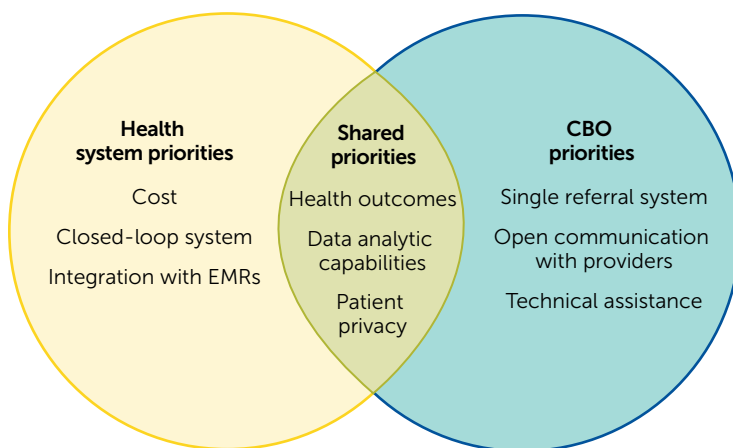 Health
system priorities
Cost
Closed-loop system
Integration with EMRs
Shared
priorities
Health outcomes
Data analytic
capabilities
Patient
privacy
CBO
priorities
Single referral system
Open communication
with providers
Technical assistance